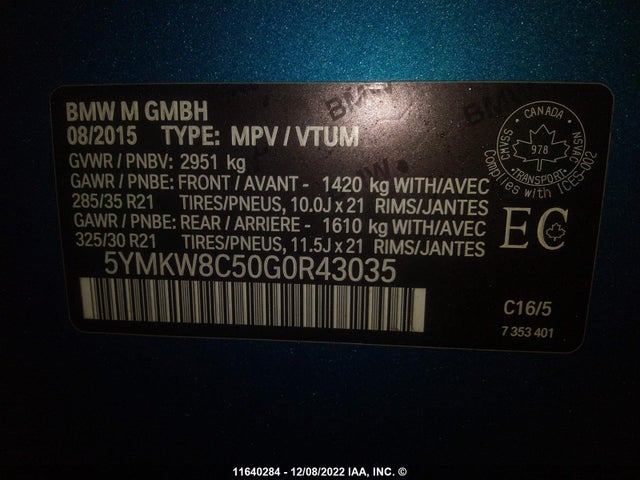 BMW M GMBH
08/2015 TYPE: MPV / VTUM
GVWR / PNBV: 2951 kg
GAWR / PNBE: FRONT / AVANT - 1420 kg WITH/AVEC
285/35 R21 TIRES/PNEUS, 10.0J x 21 RIMS/JANTES
GAWR / PNBE: REAR / ARRIERE - 1610 kg WITH/AVEC
325/30 R21 TIRES/PNEUS, 11.5J x 21 RIMS/JANTES
5YMKW8C50G0R43035
CANADA
CMVSS
NSVAC
978
TRANSPORT
Complies with ICES-002
EC
C16/5
7 353 401
BMW
BMW
BMW
11640284 - 12/08/2022 IAA, INC. ©